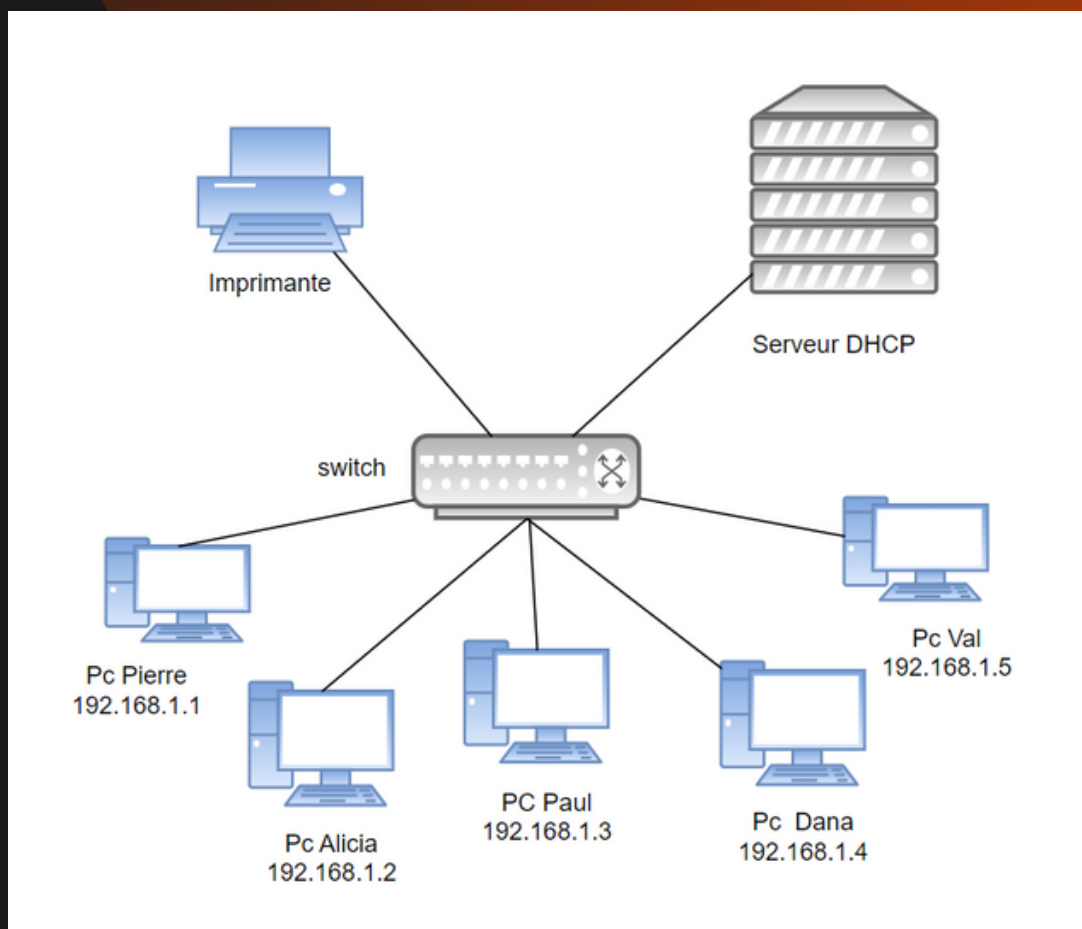 Imprimante
Serveur DHCP
switch
Pc Pierre
192.168.1.1
Pc Alicia
192.168.1.2
PC Paul
192.168.1.3
Pc  Dana
192.168.1.4
Pc Val
192.168.1.5